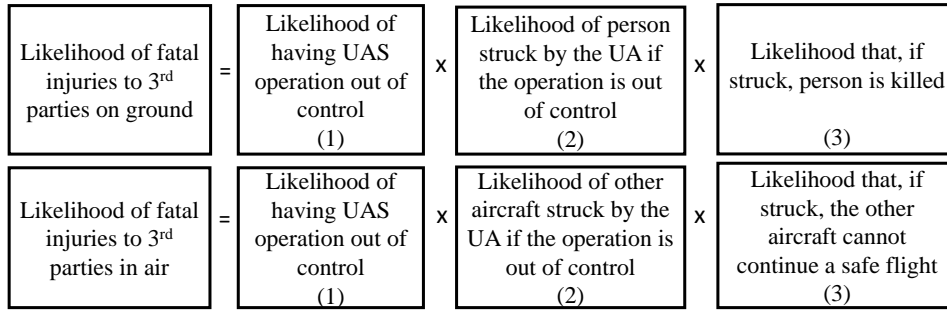 Likelihood of fatal
injuries to 3rd
parties on ground
=
Likelihood of
having UAS
operation out of
control
(1)
x
Likelihood of person
struck by the UA if
the operation is out
of control
(2)
x
Likelihood that, if
struck, person is killed
(3)
Likelihood of fatal
injuries to 3rd
parties in air
=
Likelihood of
having UAS
operation out of
control
(1)
x
Likelihood of other
aircraft struck by the
UA if the operation is
out of control
(2)
x
Likelihood that, if
struck, the other
aircraft cannot
continue a safe flight
(3)